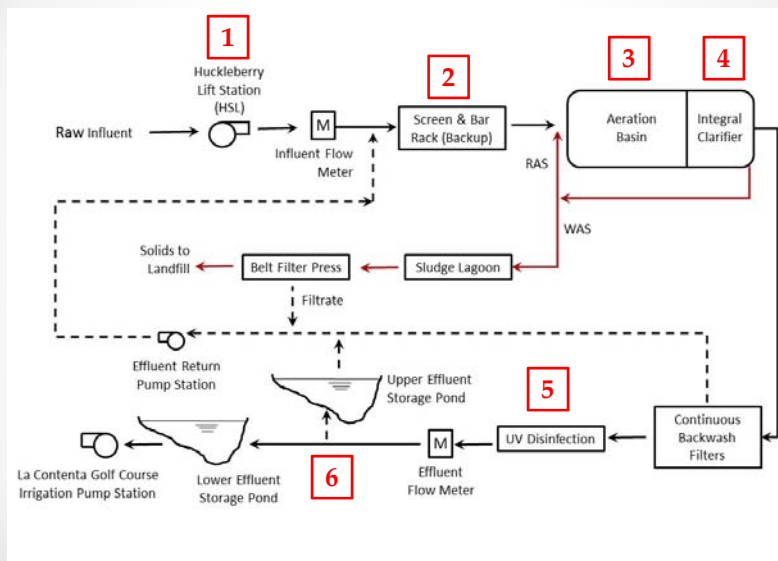 1
Huckleberry
Lift Station
(HSL)
2
3
4
Raw Influent
M
Influent Flow
Meter
Screen & Bar
Rack (Backup)
Aeration
Basin
Integral
Clarifier
RAS
WAS
Solids to
Landfill
Belt Filter Press
Sludge Lagoon
Filtrate
Effluent Return
Pump Station
Upper Effluent
Storage Pond
5
UV Disinfection
Continuous
Backwash
Filters
M
Effluent
Flow Meter
6
Lower Effluent
Storage Pond
La Contenta Golf Course
Irrigation Pump Station